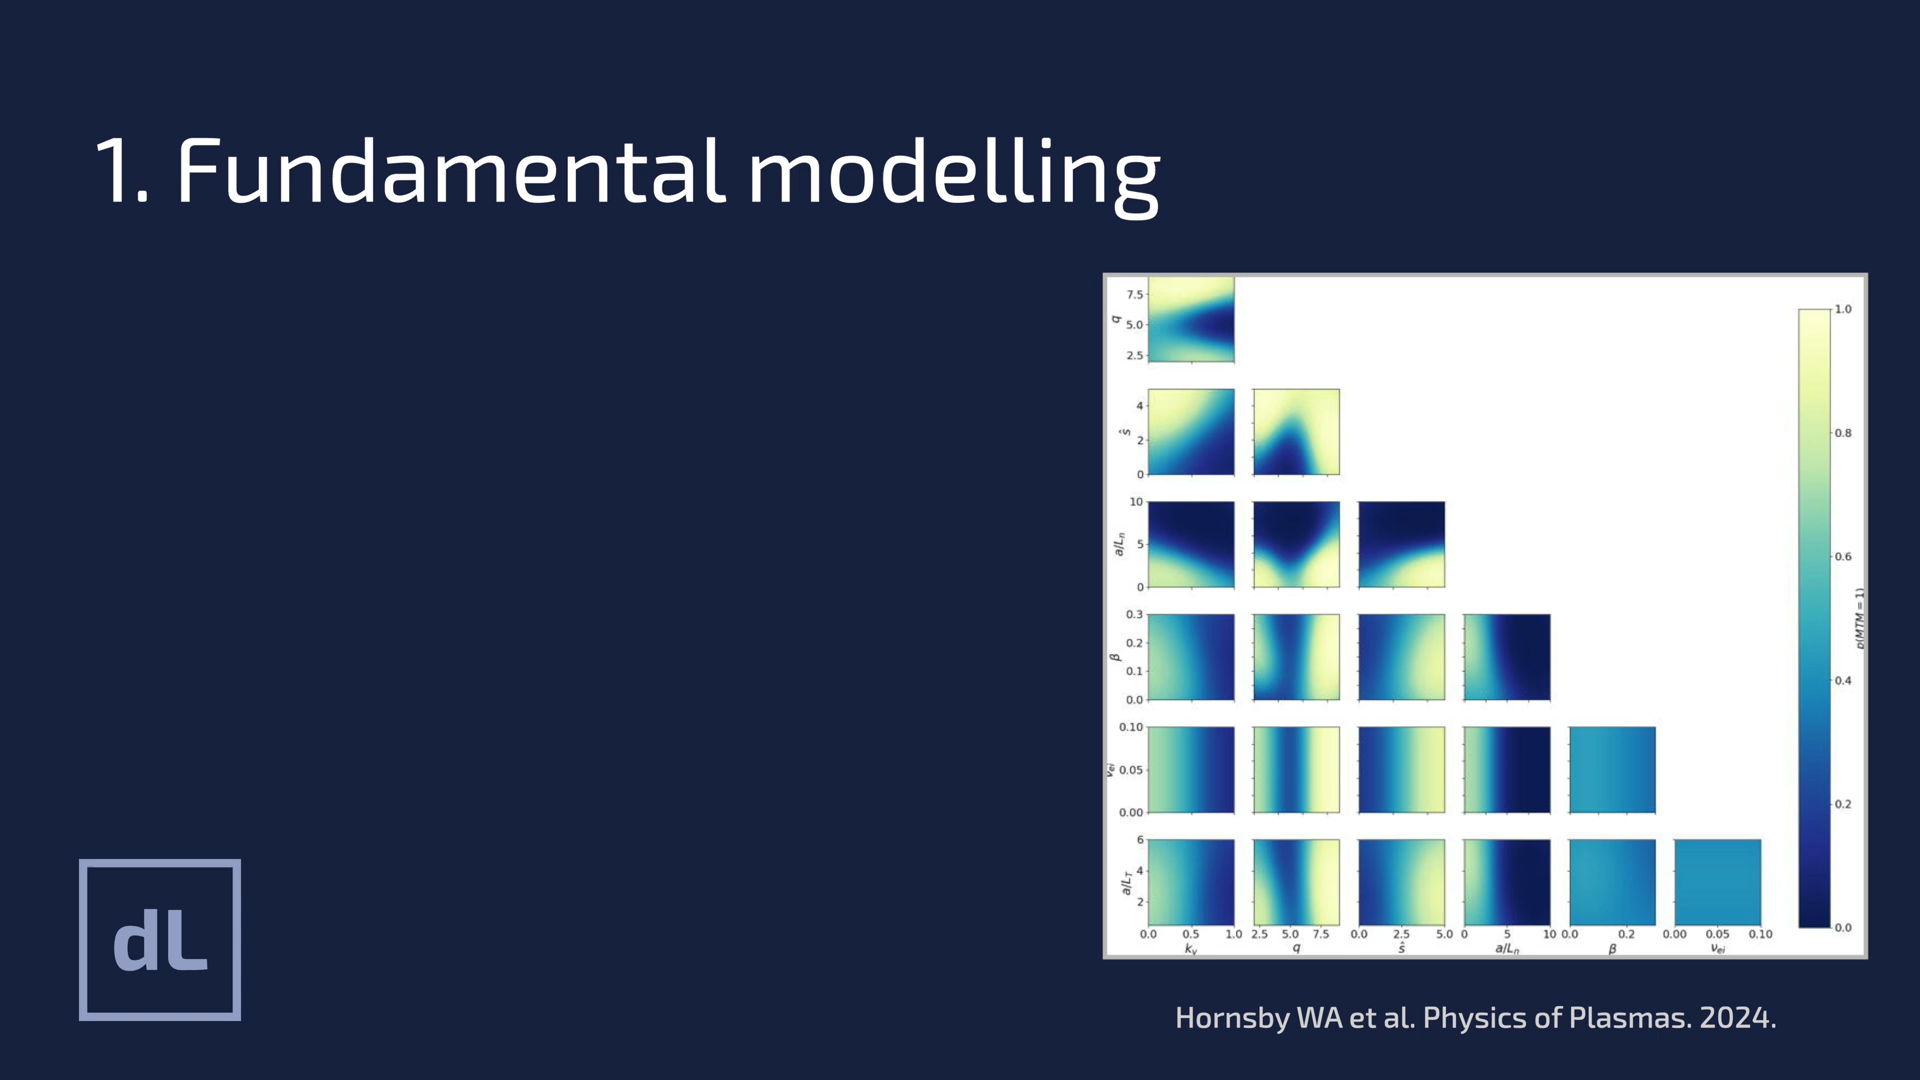 1. Fundamental modelling
7.5
5.0
2.5
q
4
2
0
ŝ
10
5
0
a/Lₙ
0.3
0.2
0.1
0.0
β
0.10
0.05
0.00
νₑᵢ
6
4
2
a/L_T
0.0 0.5 1.0 2.5 5.0 7.5 0.0 2.5 5.0 0 5 10 0.0 0.2 0.00 0.05 0.10
k_y q ŝ a/Lₙ β νₑᵢ
1.0
0.8
0.6
0.4
0.2
0.0
p(MTM = 1)
dL
Hornsby WA et al. Physics of Plasmas. 2024.